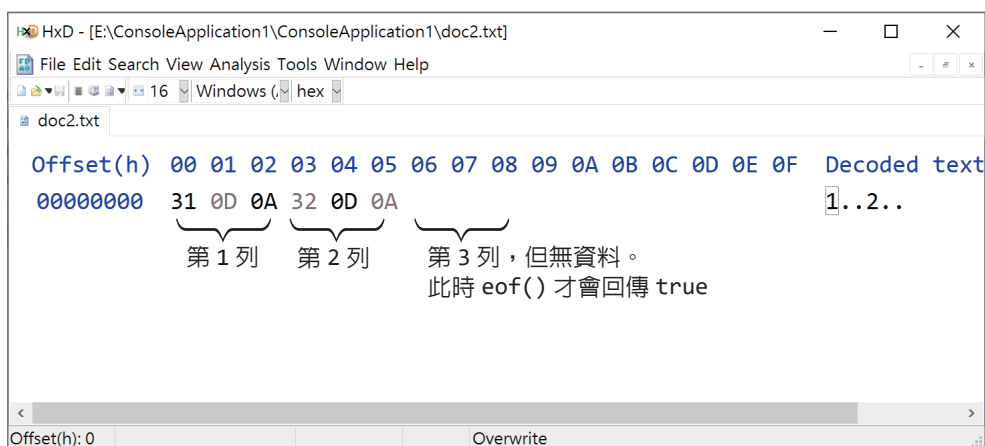 HxD - [E:\ConsoleApplication1\ConsoleApplication1\doc2.txt]
File Edit Search View Analysis Tools Window Help
16 Windows (A hex
doc2.txt
Offset(h) 00 01 02 03 04 05 06 07 08 09 0A 0B 0C 0D 0E 0F Decoded text
00000000 31 0D 0A 32 0D 0A 1..2..
第 1 列 第 2 列 第 3 列，但無資料。
此時 eof() 才會回傳 true
Offset(h): 0 Overwrite